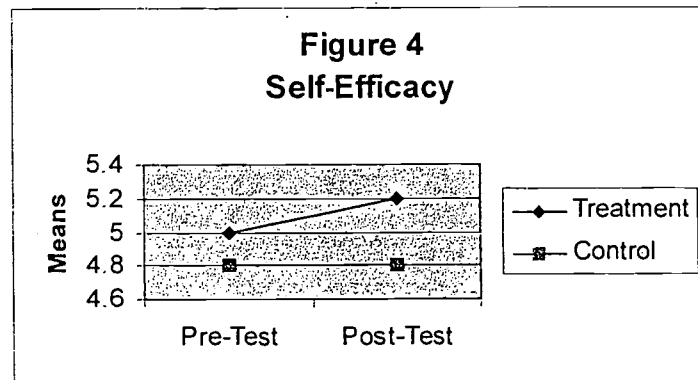 Figure 4
Self-Efficacy
Means
5.4
5.2
5
4.8
4.6
Pre-Test Post-Test
Treatment
Control